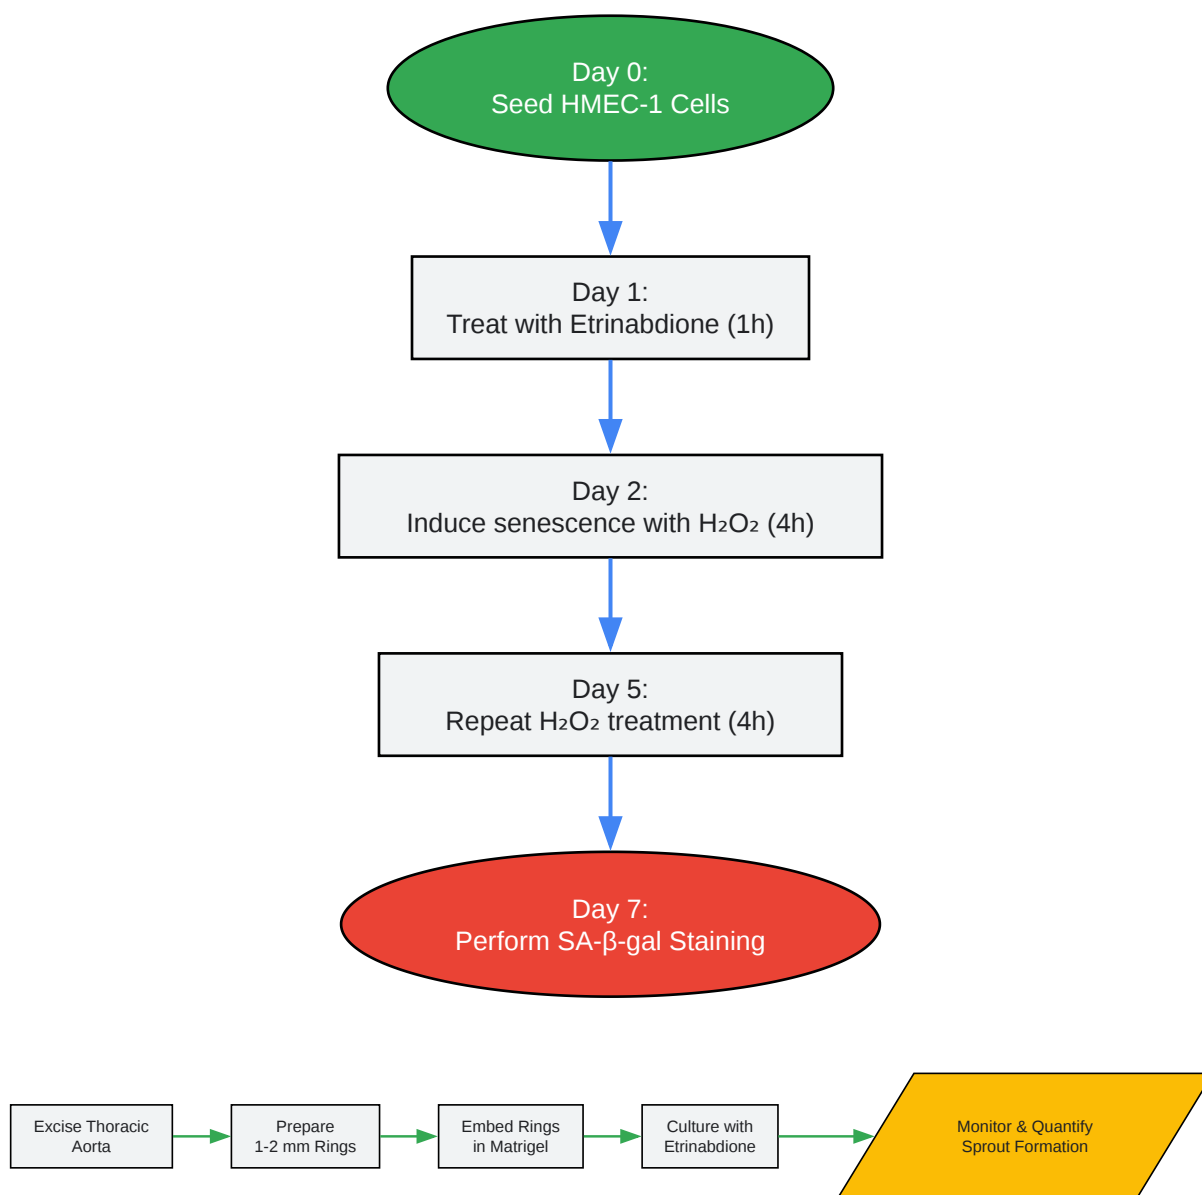 Day 0:
Seed HMEC-1 Cells
Day 1:
Treat with Etrinabdione (1h)
Day 2:
Induce senescence with H₂O₂ (4h)
Day 5:
Repeat H₂O₂ treatment (4h)
Day 7:
Perform SA-β-gal Staining
Excise Thoracic
Aorta
Prepare
1-2 mm Rings
Embed Rings
in Matrigel
Culture with
Etrinabdione
Monitor & Quantify
Sprout Formation